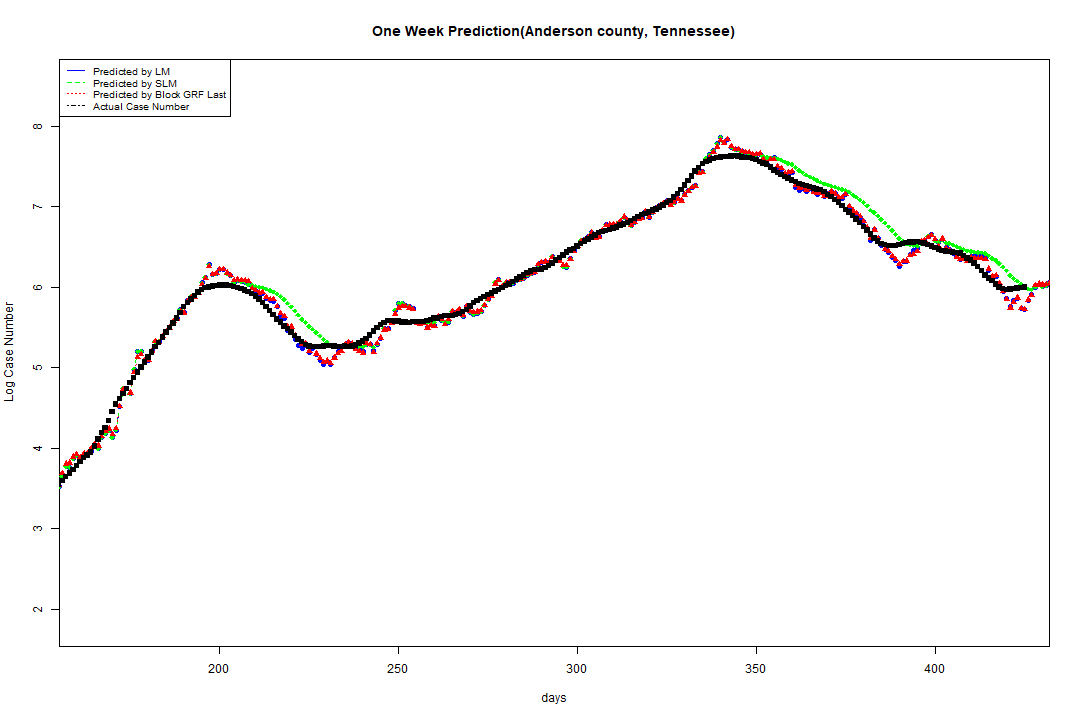 One Week Prediction(Anderson county, Tennessee)
Predicted by LM
Predicted by SLM
Predicted by Block GRF Last
Actual Case Number
8
7
6
5
4
3
2
Log Case Number
200 250 300 350 400
days